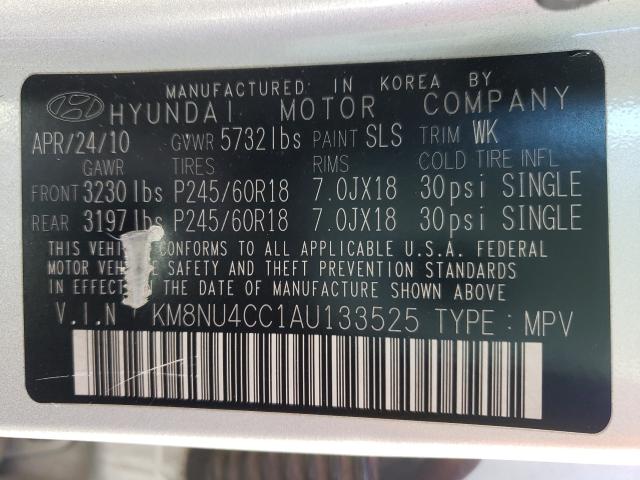 MANUFACTURED IN KOREA BY
HYUNDAI MOTOR COMPANY
APR/24/10 GVWR 5732lbs PAINT SLS TRIM WK
GAWR TIRES RIMS COLD TIRE INFL
FRONT 3230lbs P245/60R18 7.0JX18 30psi SINGLE
REAR 3197lbs P245/60R18 7.0JX18 30psi SINGLE
THIS CONFORMS TO ALL APPLICABLE U.S.A. FEDERAL
MOTOR SAFETY AND THEFT PREVENTION STANDARDS
IN EFFECT THE DATE OF MANUFACTURE SHOWN ABOVE
V.I.N KM8NU4CC1AU133525 TYPE : MPV